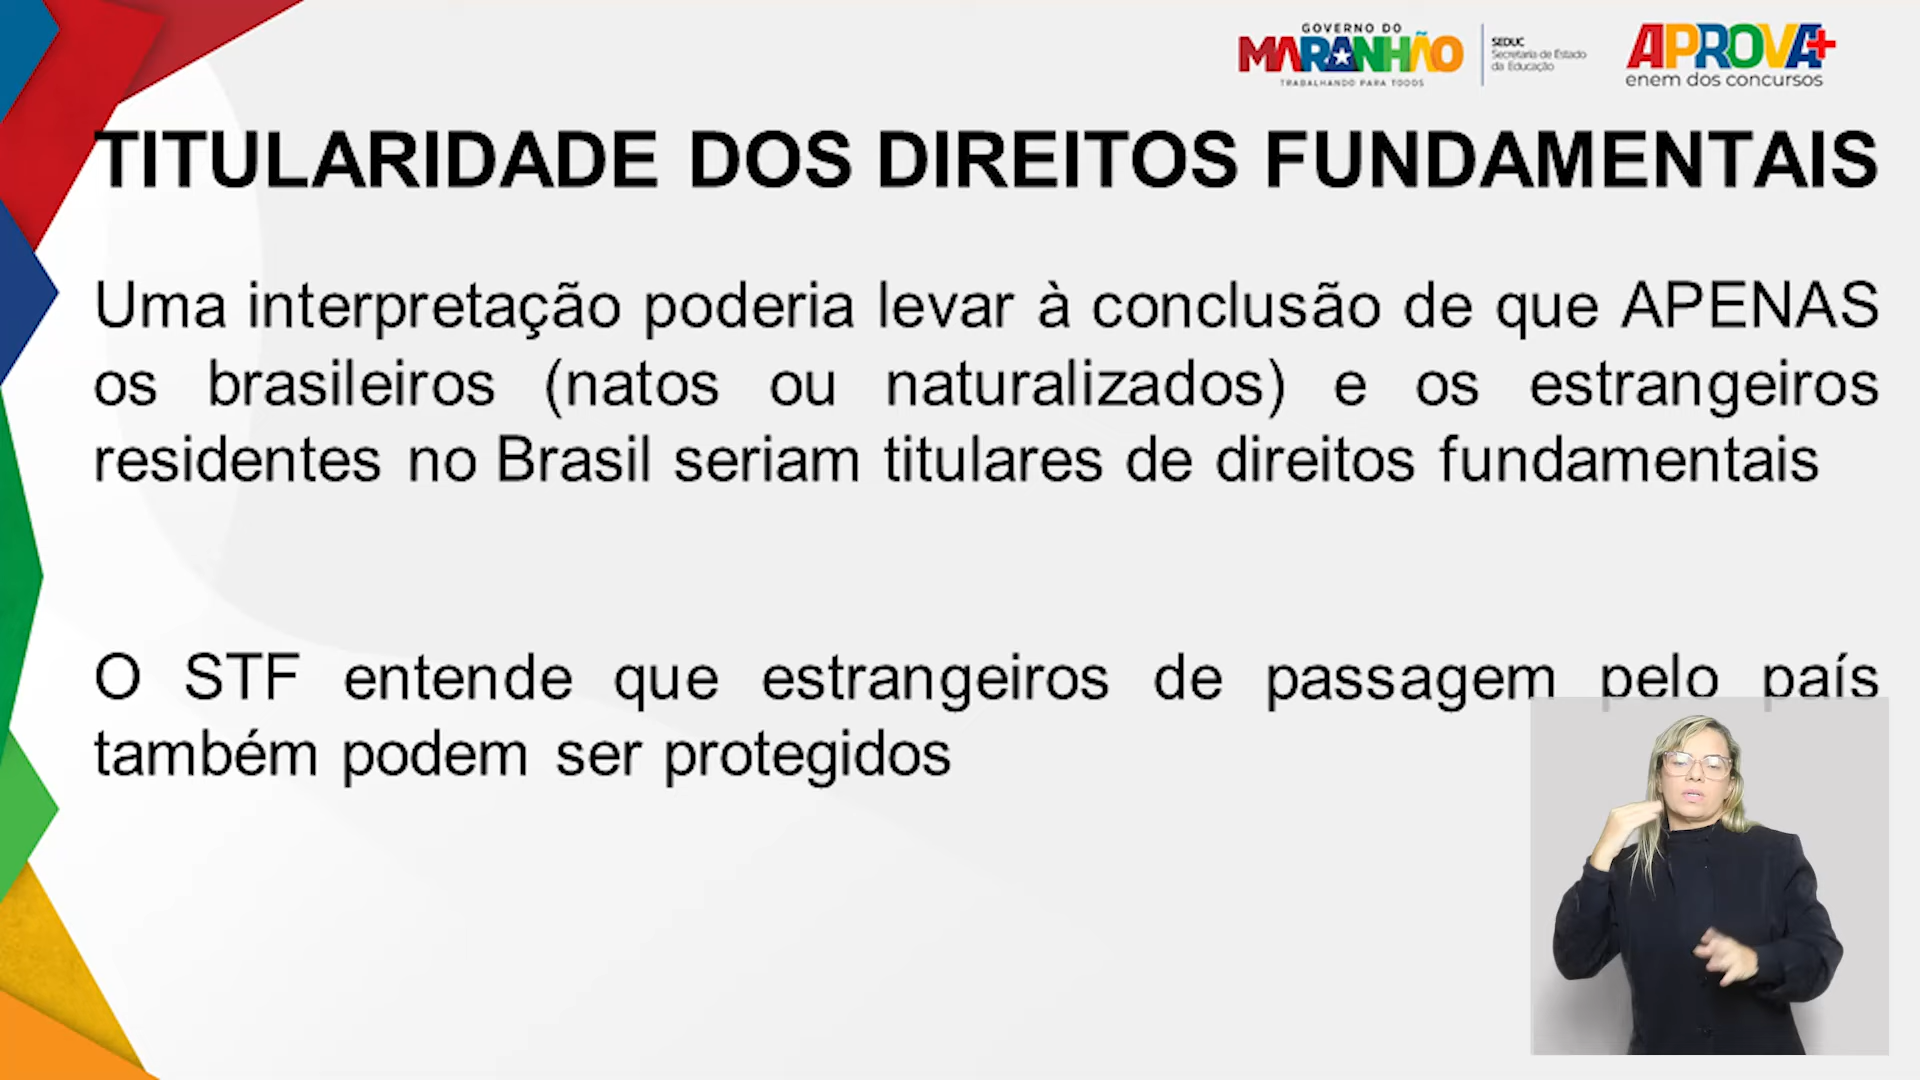 GOVERNO DO
MARANHÃO
TRABALHANDO PARA TODOS
SEDUC
Secretaria de Estado
da Educação
APROVA+
enem dos concursos
TITULARIDADE DOS DIREITOS FUNDAMENTAIS
Uma interpretação poderia levar à conclusão de que APENAS
os brasileiros (natos ou naturalizados) e os estrangeiros
residentes no Brasil seriam titulares de direitos fundamentais
O STF entende que estrangeiros de passagem pelo país
também podem ser protegidos